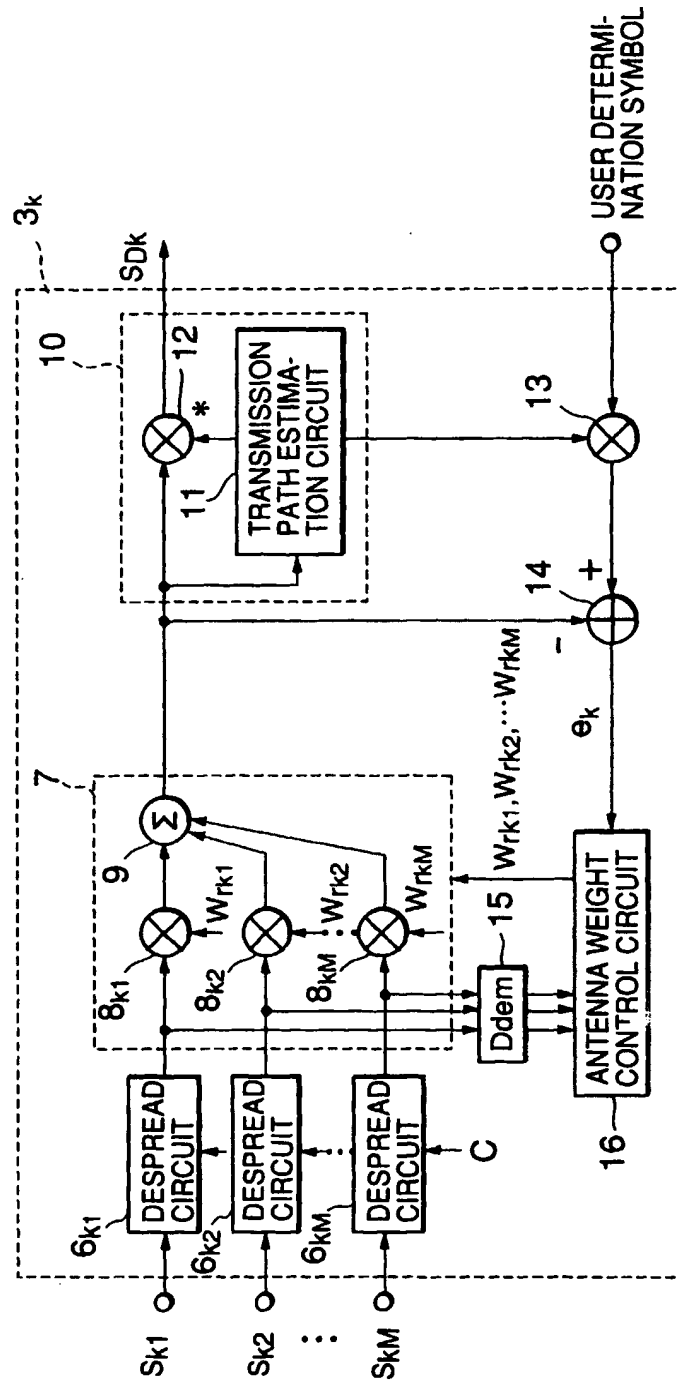 3k
10
SDk
12
*
11
TRANSMISSION
PATH ESTIMA-
TION CIRCUIT
7
9
Σ
8k1
Wrk1
8k2
Wrk2
8kM
WrkM
6k1
DESPREAD
CIRCUIT
6k2
DESPREAD
CIRCUIT
6kM
DESPREAD
CIRCUIT
C
Sk1
Sk2
SkM
15
Ddem
Wrk1, Wrk2, ⋯WrkM
16
ANTENNA WEIGHT
CONTROL CIRCUIT
ek
14
+
-
13
USER DETERMI-
NATION SYMBOL